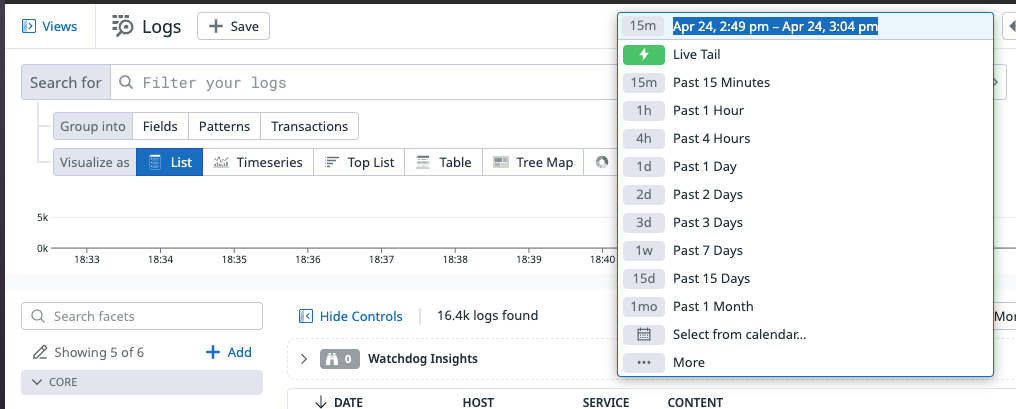 Views
Logs
+ Save
15m Apr 24, 2:49 pm – Apr 24, 3:04 pm
Live Tail
15m Past 15 Minutes
1h Past 1 Hour
4h Past 4 Hours
1d Past 1 Day
2d Past 2 Days
3d Past 3 Days
1w Past 7 Days
15d Past 15 Days
1mo Past 1 Month
Select from calendar...
More
Search for Filter your logs
Group into Fields Patterns Transactions
Visualize as List Timeseries Top List Table Tree Map
5k
0k
18:33 18:34 18:35 18:36 18:37 18:38 18:39 18:40
Search facets
Showing 5 of 6 + Add
CORE
Hide Controls 16.4k logs found
0 Watchdog Insights
DATE HOST SERVICE CONTENT